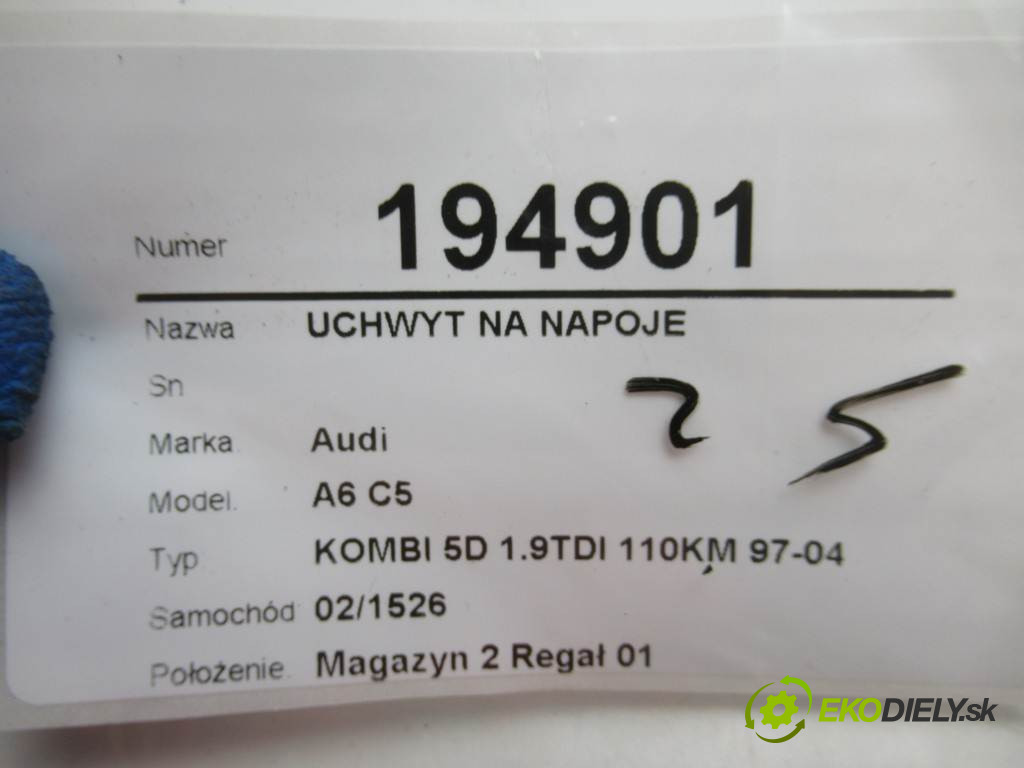 Numer 194901
Nazwa UCHWYT NA NAPOJE
Sn
25
Marka. Audi
Model. A6 C5
Typ KOMBI 5D 1.9TDI 110KM 97-04
Samochód 02/1526
Położenie. Magazyn 2 Regał 01
EKODIELY.sk